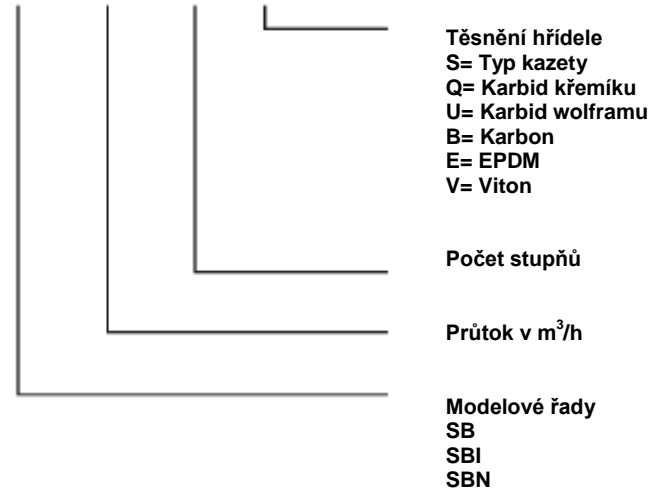 Těsnění hřídele
S= Typ kazety
Q= Karbid křemíku
U= Karbid wolframu
B= Karbon
E= EPDM
V= Viton
Počet stupňů
Průtok v m³/h
Modelové řady
SB
SBI
SBN